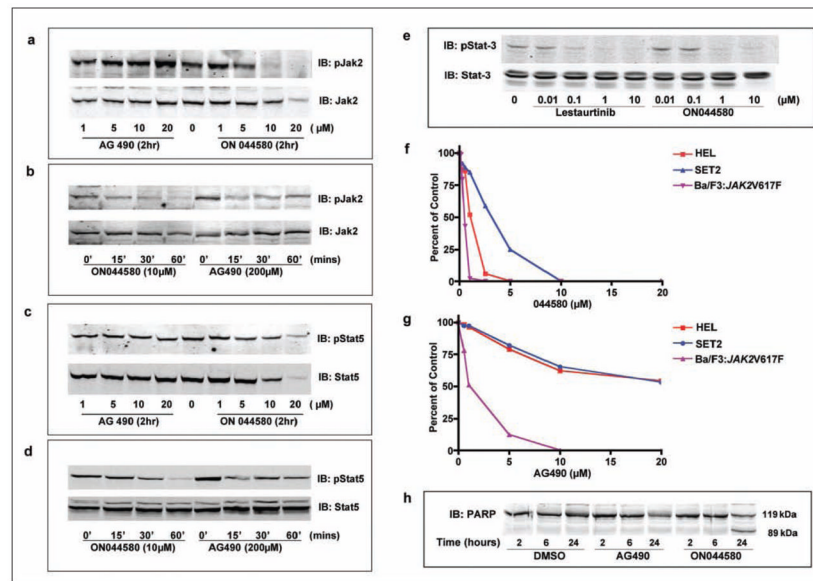 a
IB: pJak2
IB: Jak2
1 5 10 20 0 1 5 10 20 (µM)
AG 490 (2hr) ON 044580 (2hr)
b
IB: pJak2
IB: Jak2
0' 15' 30' 60' 0' 15' 30' 60' (mins)
ON044580 (10µM) AG490 (200µM)
c
IB: pStat5
IB: Stat5
1 5 10 20 0 1 5 10 20 (µM)
AG 490 (2hr) ON 044580 (2hr)
d
IB: pStat5
IB: Stat5
0' 15' 30' 60' 0' 15' 30' 60' (mins)
ON044580 (10µM) AG490 (200µM)
e
IB: pStat-3
IB: Stat-3
0 0.01 0.1 1 10 0.01 0.1 1 10 (µM)
Lestaurtinib ON044580
f
Percent of Control
100
75
50
25
0
0 5 10 15 20
044580 (µM)
HEL
SET2
Ba/F3:JAK2V617F
g
Percent of Control
100
75
50
25
0
0 5 10 15 20
AG490 (µM)
HEL
SET2
Ba/F3:JAK2V617F
h
IB: PARP
119 kDa
89 kDa
Time (hours) 2 6 24 2 6 24 2 6 24
DMSO AG490 ON044580